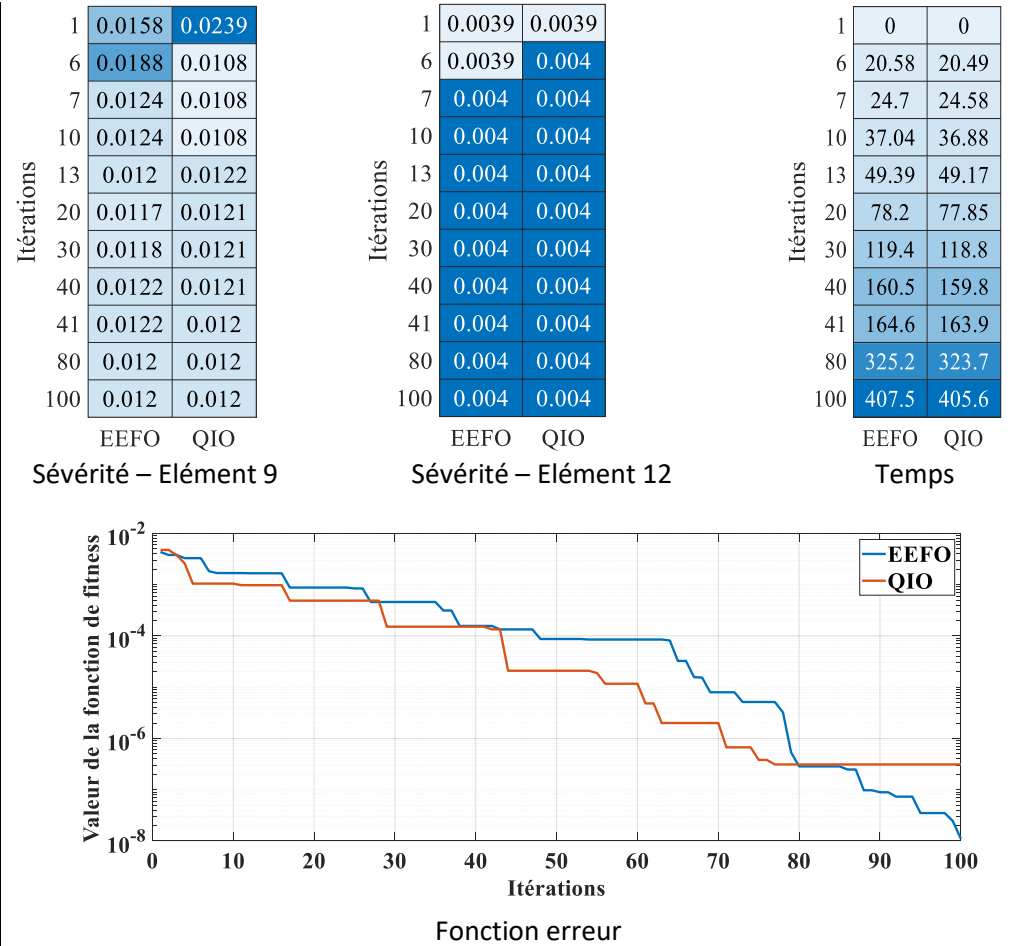 1 0.0158 0.0239
6 0.0188 0.0108
7 0.0124 0.0108
10 0.0124 0.0108
13 0.012 0.0122
20 0.0117 0.0121
30 0.0118 0.0121
40 0.0122 0.0121
41 0.0122 0.012
80 0.012 0.012
100 0.012 0.012
Itérations
EEFO QIO
Sévérité – Elément 9
1 0.0039 0.0039
6 0.0039 0.004
7 0.004 0.004
10 0.004 0.004
13 0.004 0.004
20 0.004 0.004
30 0.004 0.004
40 0.004 0.004
41 0.004 0.004
80 0.004 0.004
100 0.004 0.004
Itérations
EEFO QIO
Sévérité – Elément 12
1 0 0
6 20.58 20.49
7 24.7 24.58
10 37.04 36.88
13 49.39 49.17
20 78.2 77.85
30 119.4 118.8
40 160.5 159.8
41 164.6 163.9
80 325.2 323.7
100 407.5 405.6
Itérations
EEFO QIO
Temps
Valeur de la fonction de fitness
10^-2
10^-4
10^-6
10^-8
EEFO
QIO
0 10 20 30 40 50 60 70 80 90 100
Itérations
Fonction erreur